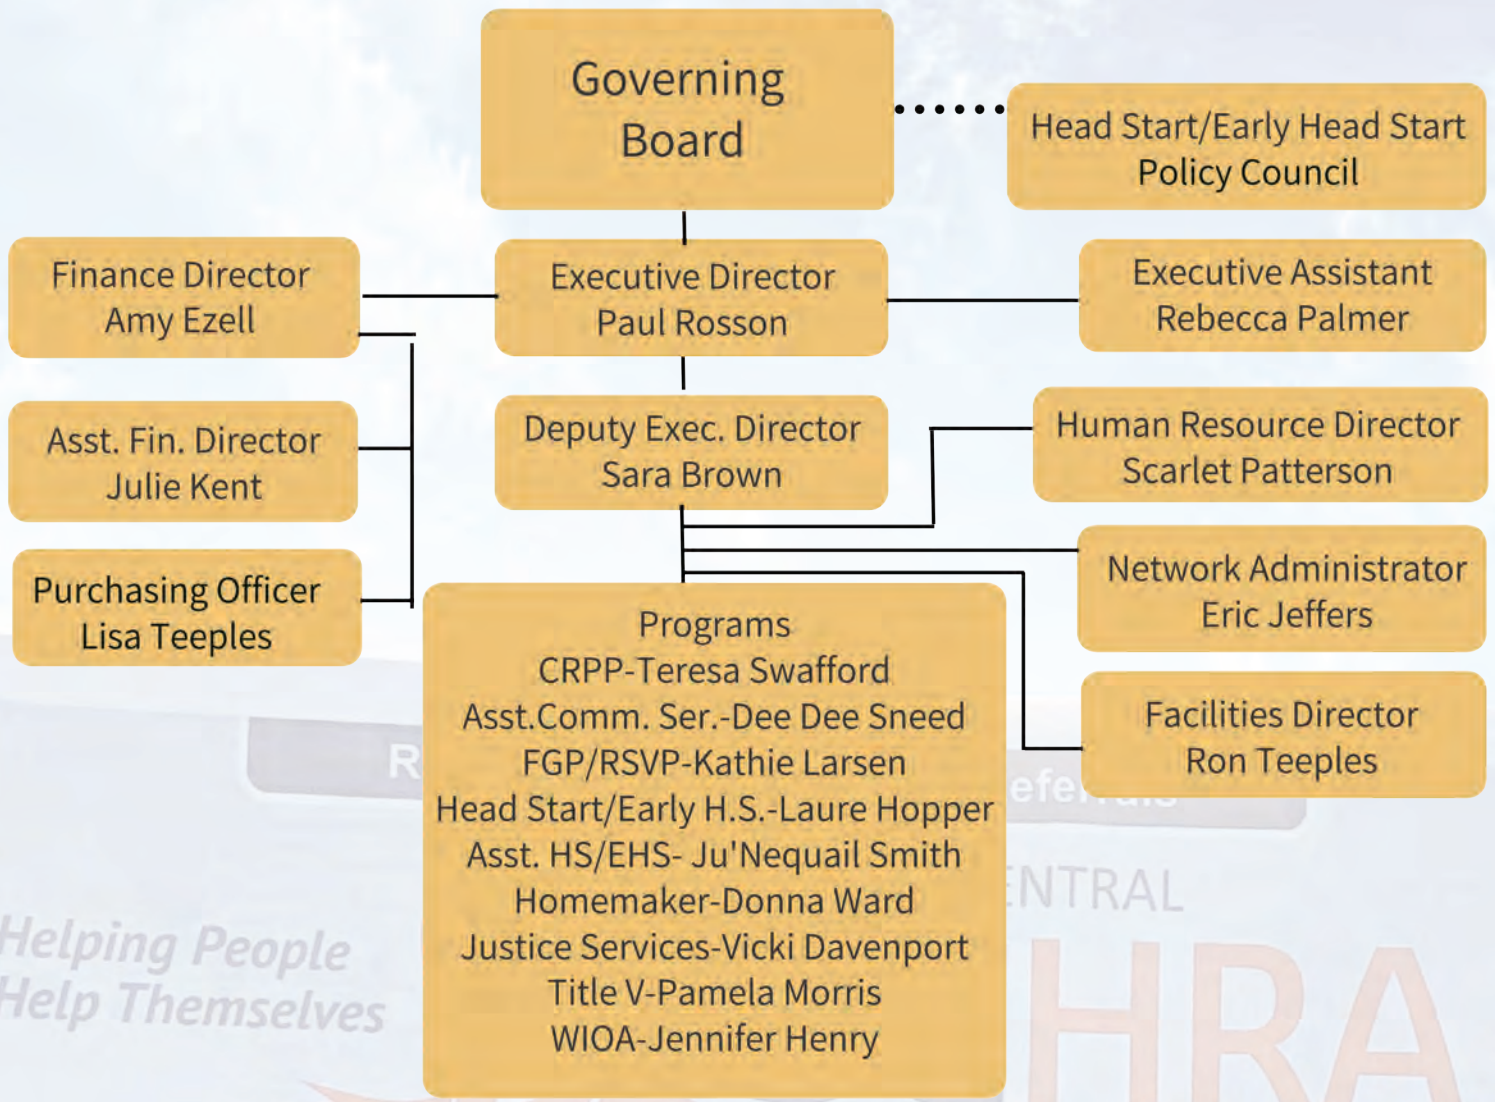 Governing
Board
Head Start/Early Head Start
Policy Council
Finance Director
Amy Ezell
Executive Director
Paul Rosson
Executive Assistant
Rebecca Palmer
Asst. Fin. Director
Julie Kent
Deputy Exec. Director
Sara Brown
Human Resource Director
Scarlet Patterson
Purchasing Officer
Lisa Teeples
Network Administrator
Eric Jeffers
Facilities Director
Ron Teeples
Programs
CRPP-Teresa Swafford
Asst.Comm. Ser.-Dee Dee Sneed
FGP/RSVP-Kathie Larsen
Head Start/Early H.S.-Laure Hopper
Asst. HS/EHS- Ju'Nequail Smith
Homemaker-Donna Ward
Justice Services-Vicki Davenport
Title V-Pamela Morris
WIOA-Jennifer Henry
Helping People
Help Themselves
HRA